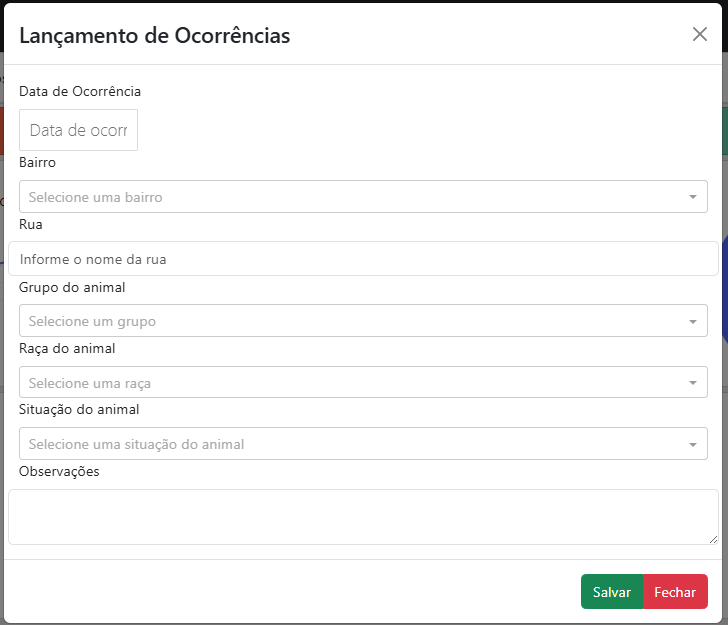 Lançamento de Ocorrências
Data de Ocorrência
Data de ocorr
Bairro
Selecione uma bairro
Rua
Informe o nome da rua
Grupo do animal
Selecione um grupo
Raça do animal
Selecione uma raça
Situação do animal
Selecione uma situação do animal
Observações
Salvar Fechar